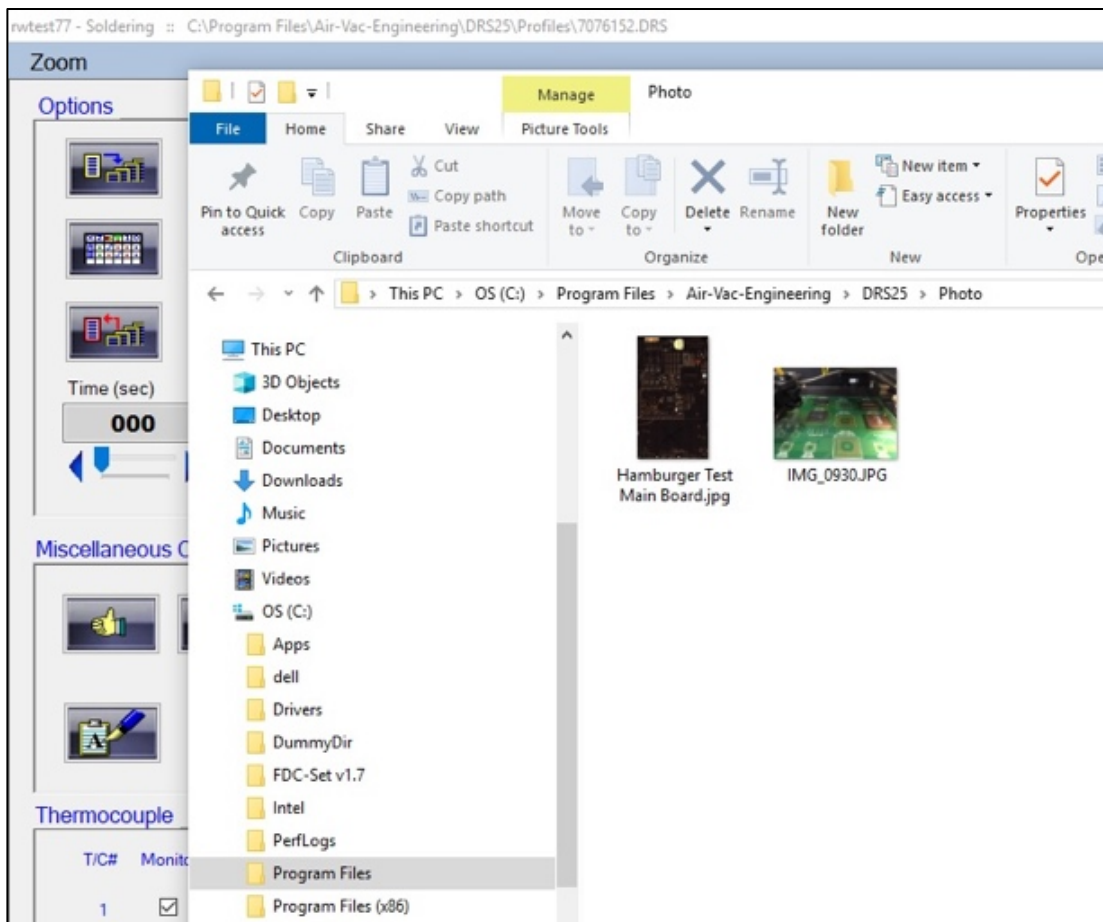 rwtest77 - Soldering :: C:\Program Files\Air-Vac-Engineering\DRS25\Profiles\7076152.DRS
Zoom
Options
Time (sec)
000
Miscellaneous
Thermocouple
T/C#
1
Manage
Photo
File
Home
Share
View
Picture Tools
Pin to Quick access
Copy
Paste
Cut
Copy path
Paste shortcut
Clipboard
Move to
Copy to
Delete
Rename
Organize
New folder
New item
Easy access
New
Properties
This PC > OS (C:) > Program Files > Air-Vac-Engineering > DRS25 > Photo
This PC
3D Objects
Desktop
Documents
Downloads
Music
Pictures
Videos
OS (C:)
Apps
dell
Drivers
DummyDir
FDC-Set v1.7
Intel
PerfLogs
Program Files
Program Files (x86)
Hamburger Test
Main Board.jpg
IMG_0930.JPG